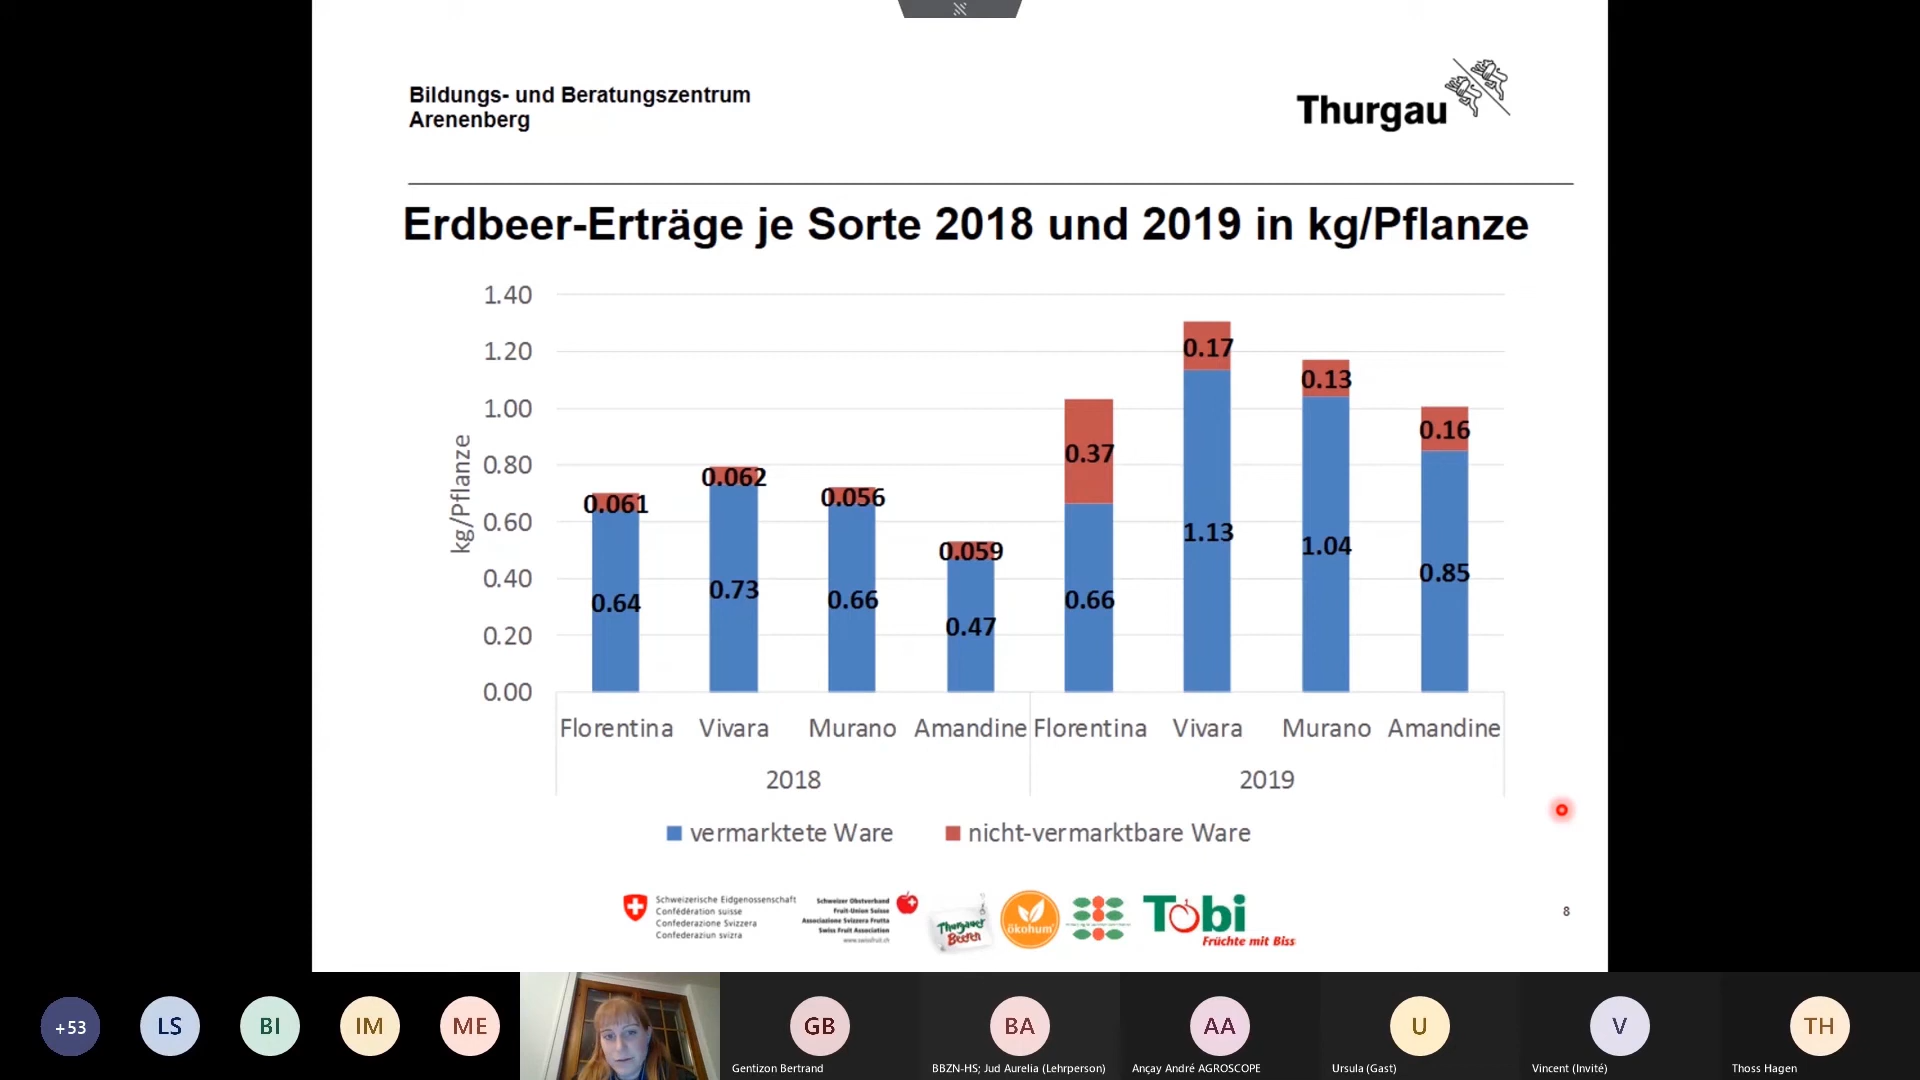 Bildungs- und Beratungszentrum
Arenenberg
Thurgau
Erdbeer-Erträge je Sorte 2018 und 2019 in kg/Pflanze
1.40
1.20
1.00
0.80
0.60
0.40
0.20
0.00
kg/Pflanze
0.061
0.64
0.062
0.73
0.056
0.66
0.059
0.47
0.37
0.66
0.17
1.13
0.13
1.04
0.16
0.85
Florentina Vivara Murano Amandine Florentina Vivara Murano Amandine
2018 2019
vermarktete Ware nicht-vermarktbare Ware
Schweizerische Eidgenossenschaft
Confédération suisse
Confederazione Svizzera
Confederaziun svizra
Schweizer Obstverband
Fruit-Union Suisse
Associazione Svizzera Frutta
Swiss Fruit Association
www.swissfruit.ch
Thurgauer
Beeren
ökohum
Tobi
Früchte mit Biss
8
+53
LS
BI
IM
ME
GB
Gentizon Bertrand
BA
BBZN-HS; Jud Aurelia (Lehrperson)
AA
Ançay André AGROSCOPE
U
Ursula (Gast)
V
Vincent (Invité)
TH
Thoss Hagen